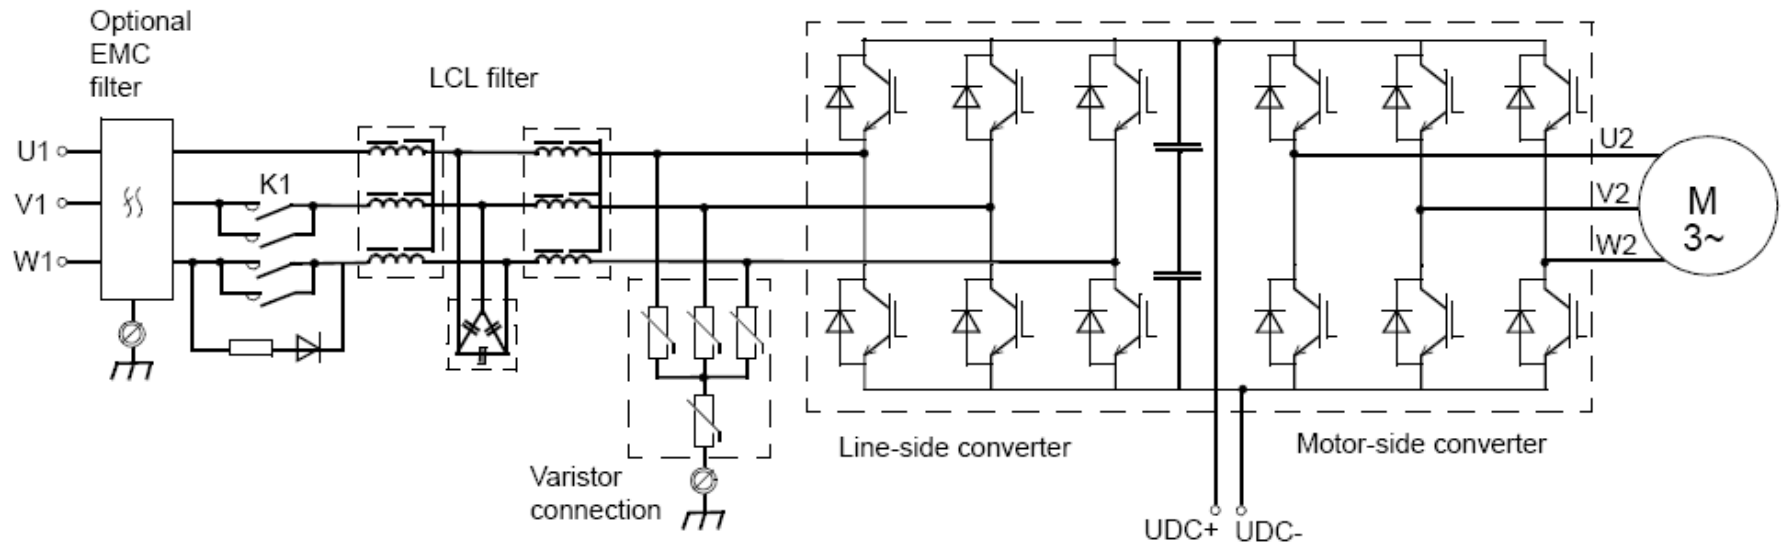 Optional
EMC
filter
LCL filter
U1
K1
V1
W1
U2
V2
W2
M
3~
Line-side converter
Motor-side converter
Varistor
connection
UDC+
UDC-